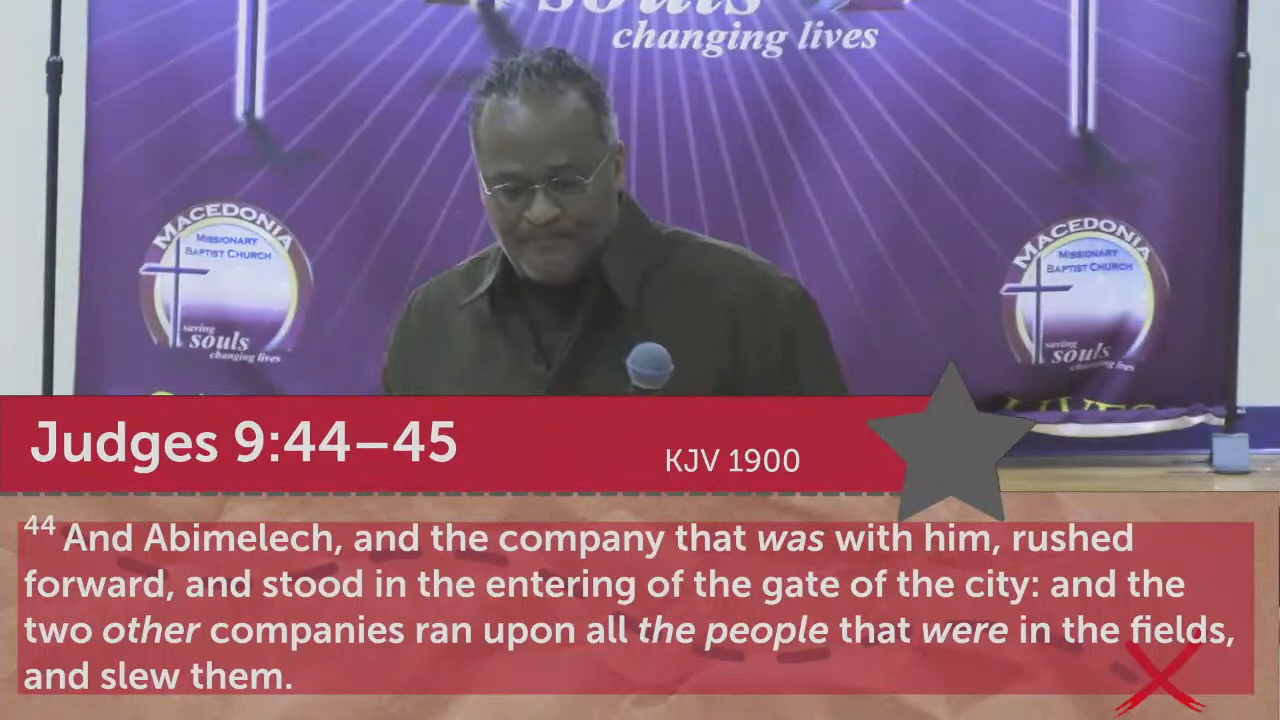 souls
changing lives
MACEDONIA
MISSIONARY
BAPTIST CHURCH
saving
souls
changing lives
MACEDONIA
MISSIONARY
BAPTIST CHURCH
saving
souls
changing lives
LIVES
Judges 9:44–45
KJV 1900
44 And Abimelech, and the company that was with him, rushed
forward, and stood in the entering of the gate of the city: and the
two other companies ran upon all the people that were in the fields,
and slew them.